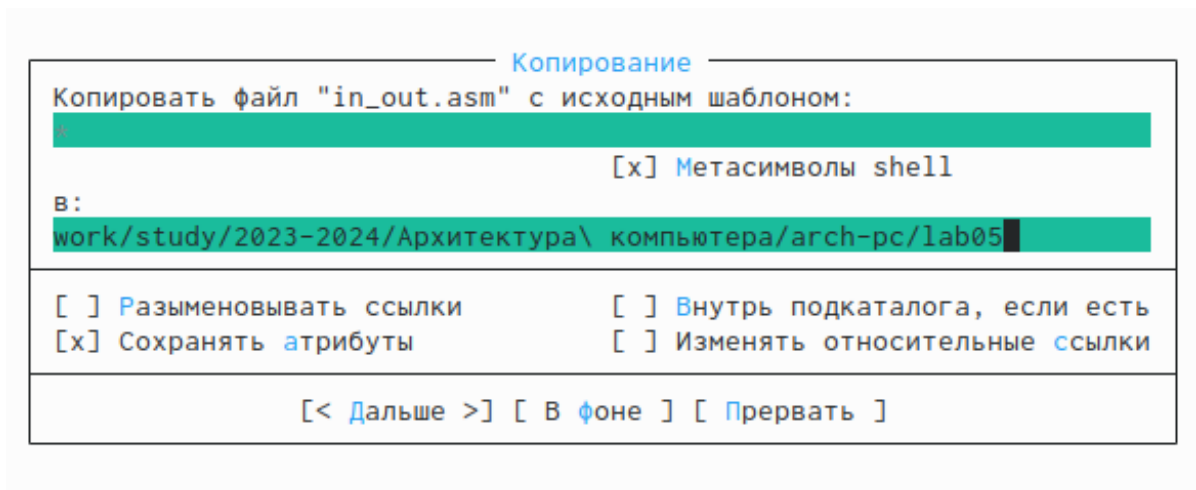 Копирование
Копировать файл "in_out.asm" с исходным шаблоном:
*
[x] Метасимволы shell
в:
work/study/2023-2024/Архитектура\ компьютера/arch-pc/lab05
[ ] Разыменовывать ссылки [ ] Внутрь подкаталога, если есть
[x] Сохранять атрибуты [ ] Изменять относительные ссылки
[< Дальше >] [ В фоне ] [ Прервать ]